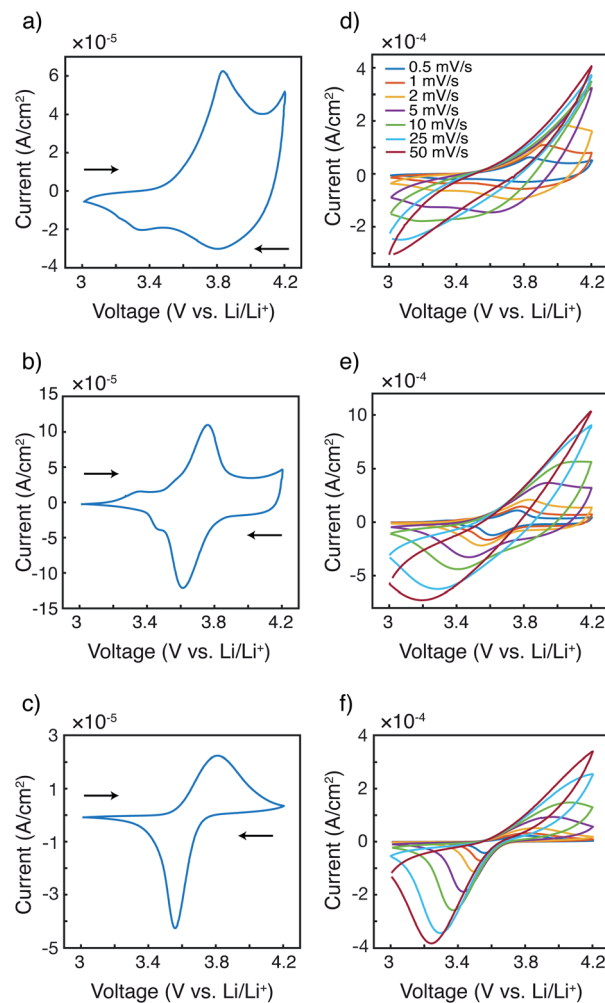 a)
×10⁻⁵
6
4
2
0
-2
-4
Current (A/cm²)
3
3.4
3.8
4.2
Voltage (V vs. Li/Li⁺)
d)
×10⁻⁴
4
2
0
-2
Current (A/cm²)
0.5 mV/s
1 mV/s
2 mV/s
5 mV/s
10 mV/s
25 mV/s
50 mV/s
3
3.4
3.8
4.2
Voltage (V vs. Li/Li⁺)
b)
×10⁻⁵
15
10
5
0
-5
-10
-15
Current (A/cm²)
3
3.4
3.8
4.2
Voltage (V vs. Li/Li⁺)
e)
×10⁻⁴
10
5
0
-5
Current (A/cm²)
3
3.4
3.8
4.2
Voltage (V vs. Li/Li⁺)
c)
×10⁻⁵
3
1
-1
-3
-5
Current (A/cm²)
3
3.4
3.8
4.2
Voltage (V vs. Li/Li⁺)
f)
×10⁻⁴
4
2
0
-2
-4
Current (A/cm²)
3
3.4
3.8
4.2
Voltage (V vs. Li/Li⁺)